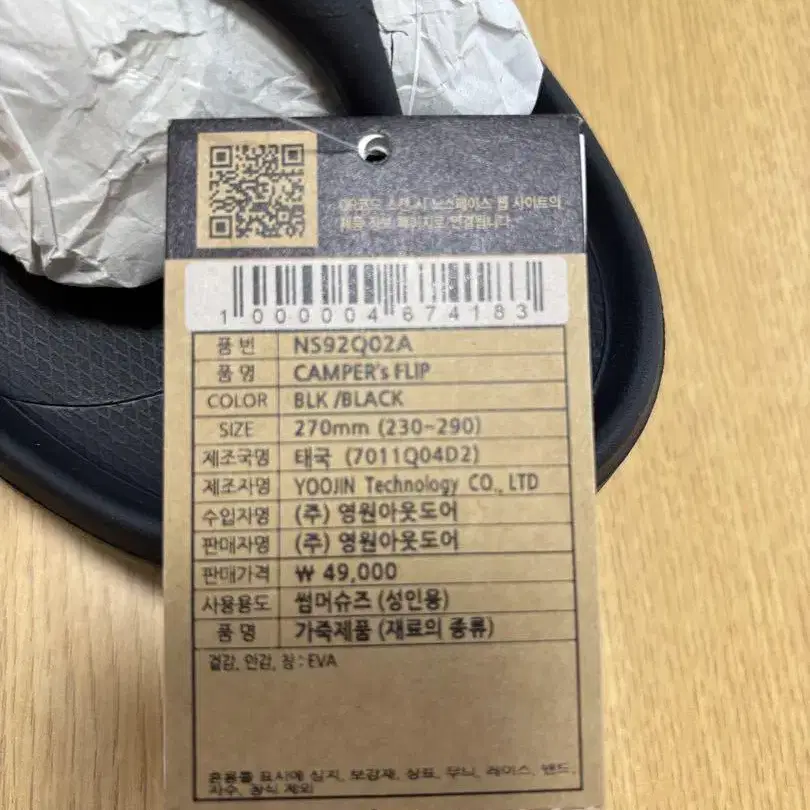 QR코드 스캔 시 노스페이스 웹 사이트의
제품 정보 페이지로 연결됩니다.
1000004674183
품 번 NS92Q02A
품 명 CAMPER's FLIP
COLOR BLK /BLACK
SIZE 270mm (230~290)
제조국명 태국 (7011Q04D2)
제조자명 YOOJIN Technology CO., LTD
수입자명 (주) 영원아웃도어
판매자명 (주) 영원아웃도어
판매가격 ₩ 49,000
사용용도 썸머슈즈 (성인용)
품 명 가죽제품 (재료의 종류)
겉감, 안감, 창 : EVA
혼용률 표시에 심지, 보강재, 상표, 무늬, 레이스, 밴드,
자수, 장식 제외